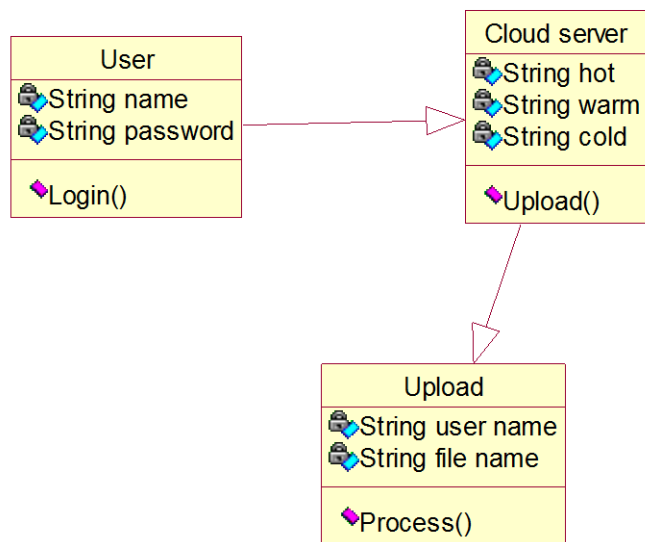 User
String name
String password
Login()
Cloud server
String hot
String warm
String cold
Upload()
Upload
String user name
String file name
Process()